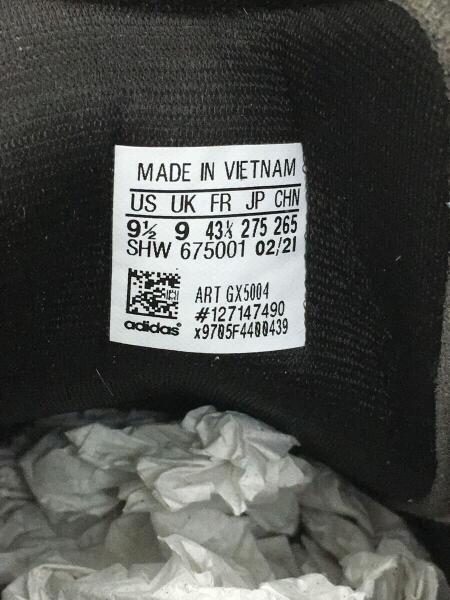 MADE IN VIETNAM
US UK FR JP CHN
9½ 9 43⅓ 275 265
SHW 675001 02/21
ART GX5004
#127147490
adidas
x9705F4400439